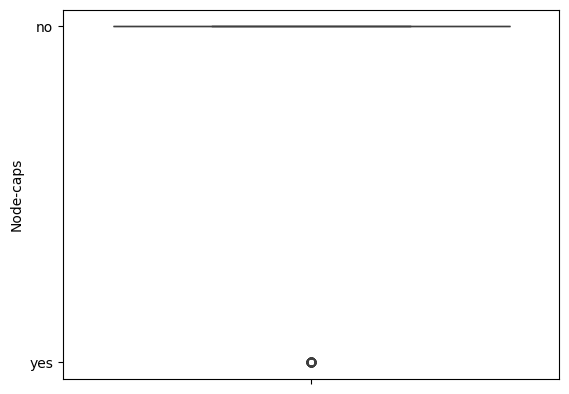 no
Node-caps
yes